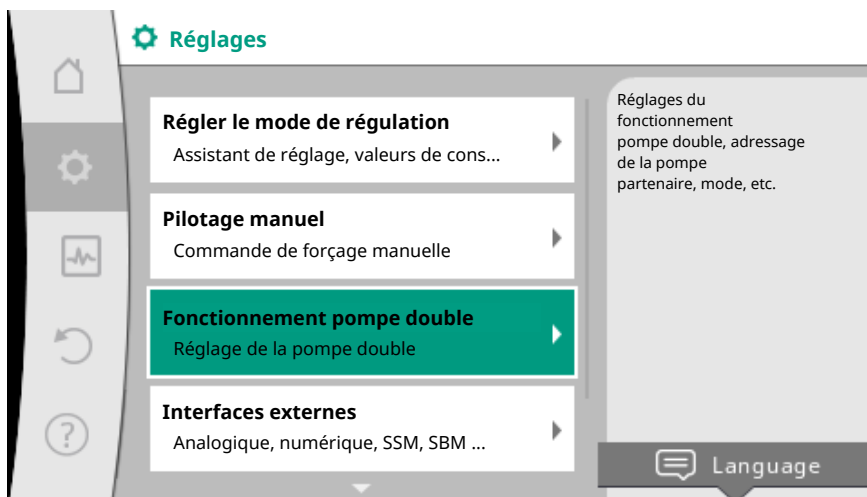 Réglages
Régler le mode de régulation
Assistant de réglage, valeurs de cons...
Pilotage manuel
Commande de forçage manuelle
Fonctionnement pompe double
Réglage de la pompe double
Interfaces externes
Analogique, numérique, SSM, SBM ...
Réglages du
fonctionnement
pompe double, adressage
de la pompe
partenaire, mode, etc.
Language
?